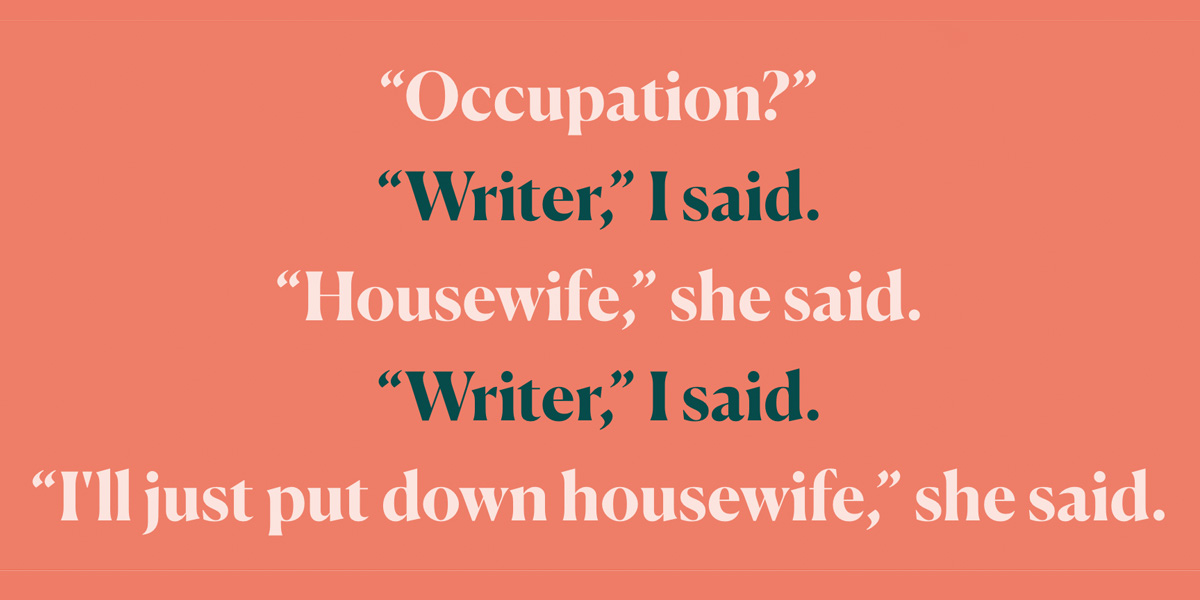 “Occupation?”
“Writer,” I said.
“Housewife,” she said.
“Writer,” I said.
“I'll just put down housewife,” she said.